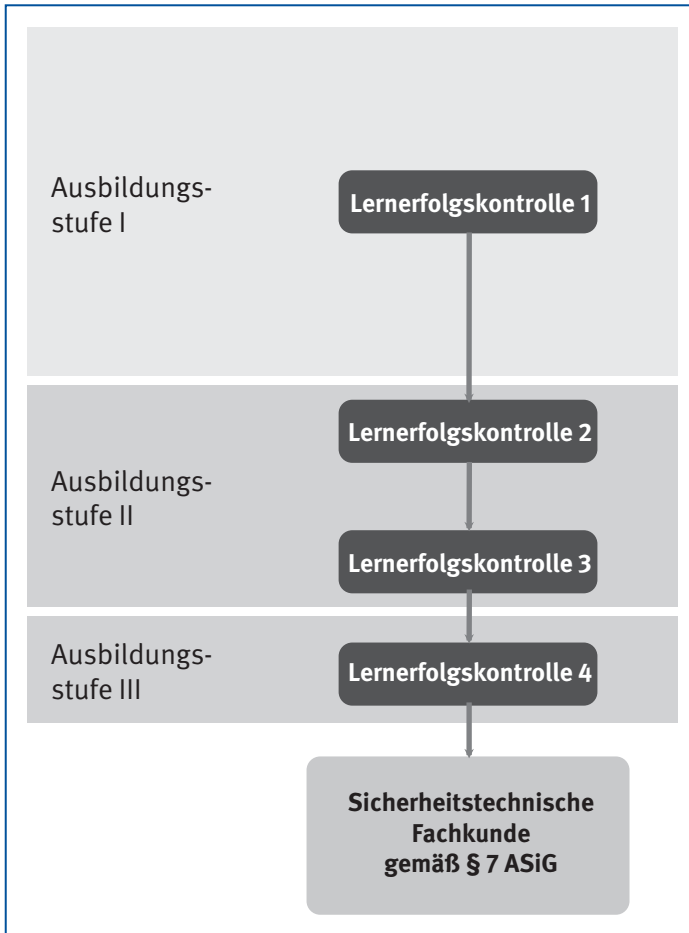 Ausbildungs-
stufe I
Lernerfolgskontrolle 1
Ausbildungs-
stufe II
Lernerfolgskontrolle 2
Lernerfolgskontrolle 3
Ausbildungs-
stufe III
Lernerfolgskontrolle 4
Sicherheitstechnische
Fachkunde
gemäß § 7 ASiG